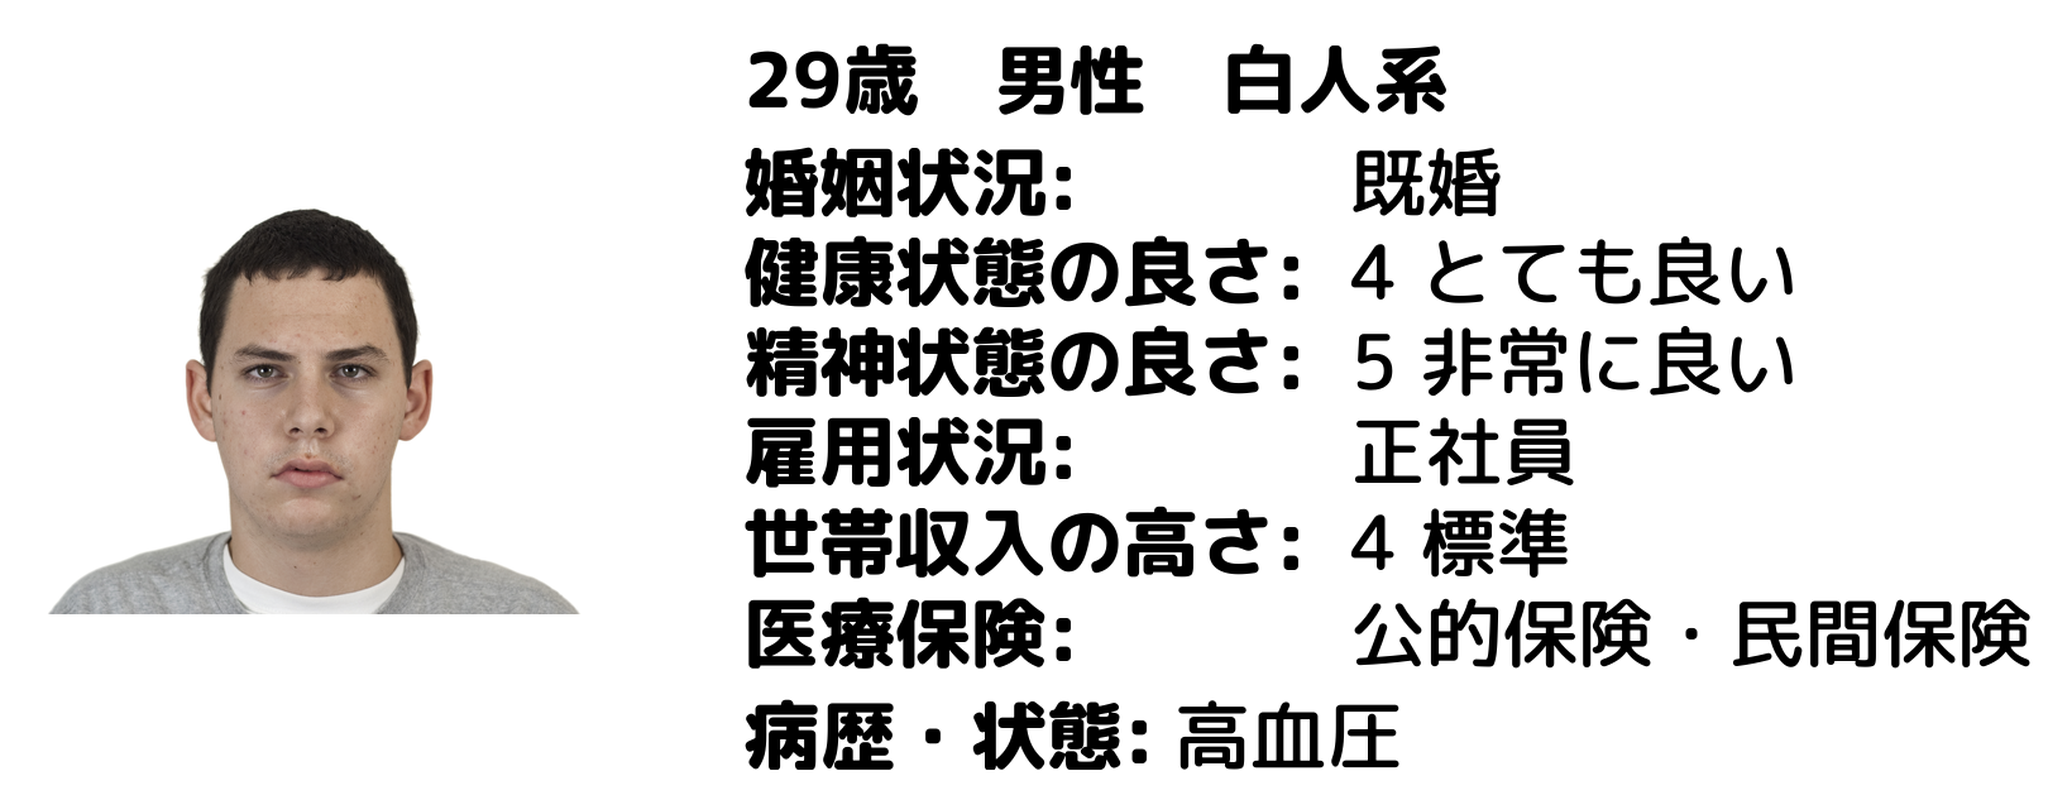 29歳　男性　白人系
婚姻状況: 既婚
健康状態の良さ: 4 とても良い
精神状態の良さ: 5 非常に良い
雇用状況: 正社員
世帯収入の高さ: 4 標準
医療保険: 公的保険・民間保険
病歴・状態: 高血圧